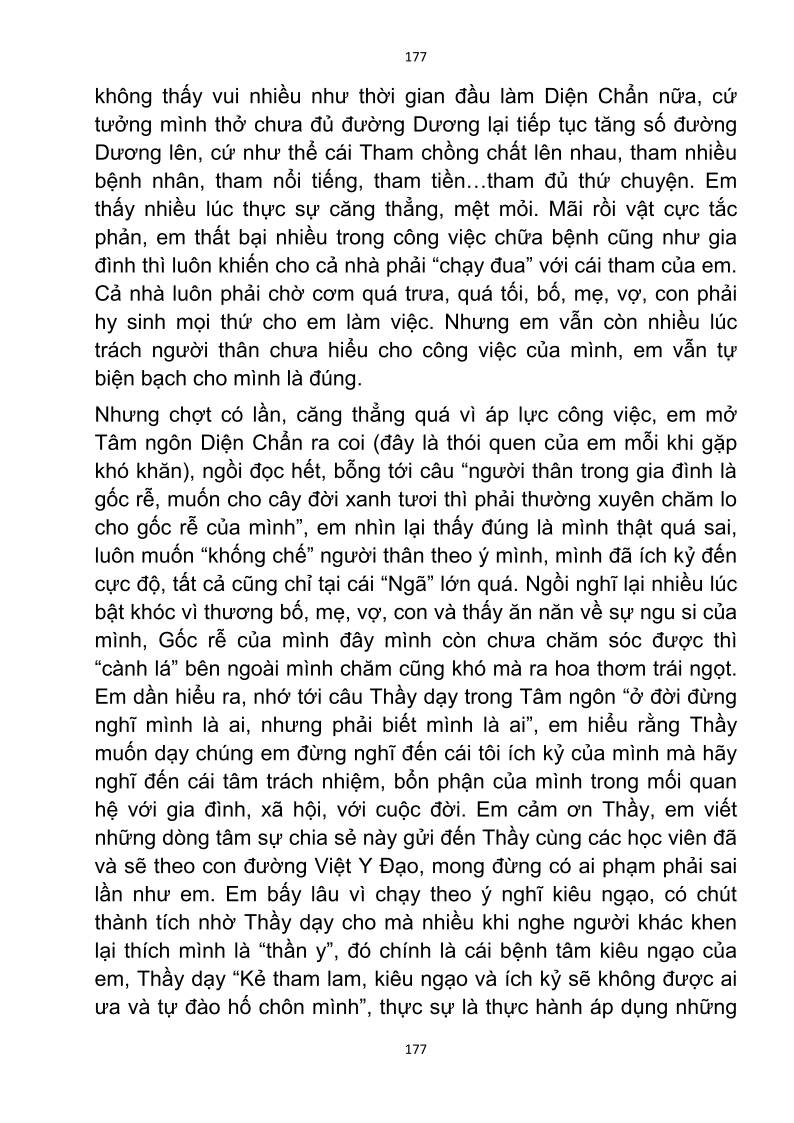 177
không thấy vui nhiều như thời gian đầu làm Diện Chẩn nữa, cứ
tưởng mình thở chưa đủ đường Dương lại tiếp tục tăng số đường
Dương lên, cứ như thể cái Tham chồng chất lên nhau, tham nhiều
bệnh nhân, tham nổi tiếng, tham tiền…tham đủ thứ chuyện. Em
thấy nhiều lúc thực sự căng thẳng, mệt mỏi. Mãi rồi vật cực tắc
phản, em thất bại nhiều trong công việc chữa bệnh cũng như gia
đình thì luôn khiến cho cả nhà phải “chạy đua” với cái tham của em.
Cả nhà luôn phải chờ cơm quá trưa, quá tối, bố, mẹ, vợ, con phải
hy sinh mọi thứ cho em làm việc. Nhưng em vẫn còn nhiều lúc
trách người thân chưa hiểu cho công việc của mình, em vẫn tự
biện bạch cho mình là đúng.
Nhưng chợt có lần, căng thẳng quá vì áp lực công việc, em mở
Tâm ngôn Diện Chẩn ra coi (đây là thói quen của em mỗi khi gặp
khó khăn), ngồi đọc hết, bỗng tới câu “người thân trong gia đình là
gốc rễ, muốn cho cây đời xanh tươi thì phải thường xuyên chăm lo
cho gốc rễ của mình”, em nhìn lại thấy đúng là mình thật quá sai,
luôn muốn “khống chế” người thân theo ý mình, mình đã ích kỷ đến
cực độ, tất cả cũng chỉ tại cái “Ngã” lớn quá. Ngồi nghĩ lại nhiều lúc
bật khóc vì thương bố, mẹ, vợ, con và thấy ăn năn về sự ngu si của
mình, Gốc rễ của mình đây mình còn chưa chăm sóc được thì
“cành lá” bên ngoài mình chăm cũng khó mà ra hoa thơm trái ngọt.
Em dần hiểu ra, nhớ tới câu Thầy dạy trong Tâm ngôn “ở đời đừng
nghĩ mình là ai, nhưng phải biết mình là ai”, em hiểu rằng Thầy
muốn dạy chúng em đừng nghĩ đến cái tôi ích kỷ của mình mà hãy
nghĩ đến cái tâm trách nhiệm, bổn phận của mình trong mối quan
hệ với gia đình, xã hội, với cuộc đời. Em cảm ơn Thầy, em viết
những dòng tâm sự chia sẻ này gửi đến Thầy cùng các học viên đã
và sẽ theo con đường Việt Y Đạo, mong đừng có ai phạm phải sai
lần như em. Em bấy lâu vì chạy theo ý nghĩ kiêu ngạo, có chút
thành tích nhờ Thầy dạy cho mà nhiều khi nghe người khác khen
lại thích mình là “thần y”, đó chính là cái bệnh tâm kiêu ngạo của
em, Thầy dạy “Kẻ tham lam, kiêu ngạo và ích kỷ sẽ không được ai
ưa và tự đào hố chôn mình”, thực sự là thực hành áp dụng những
177